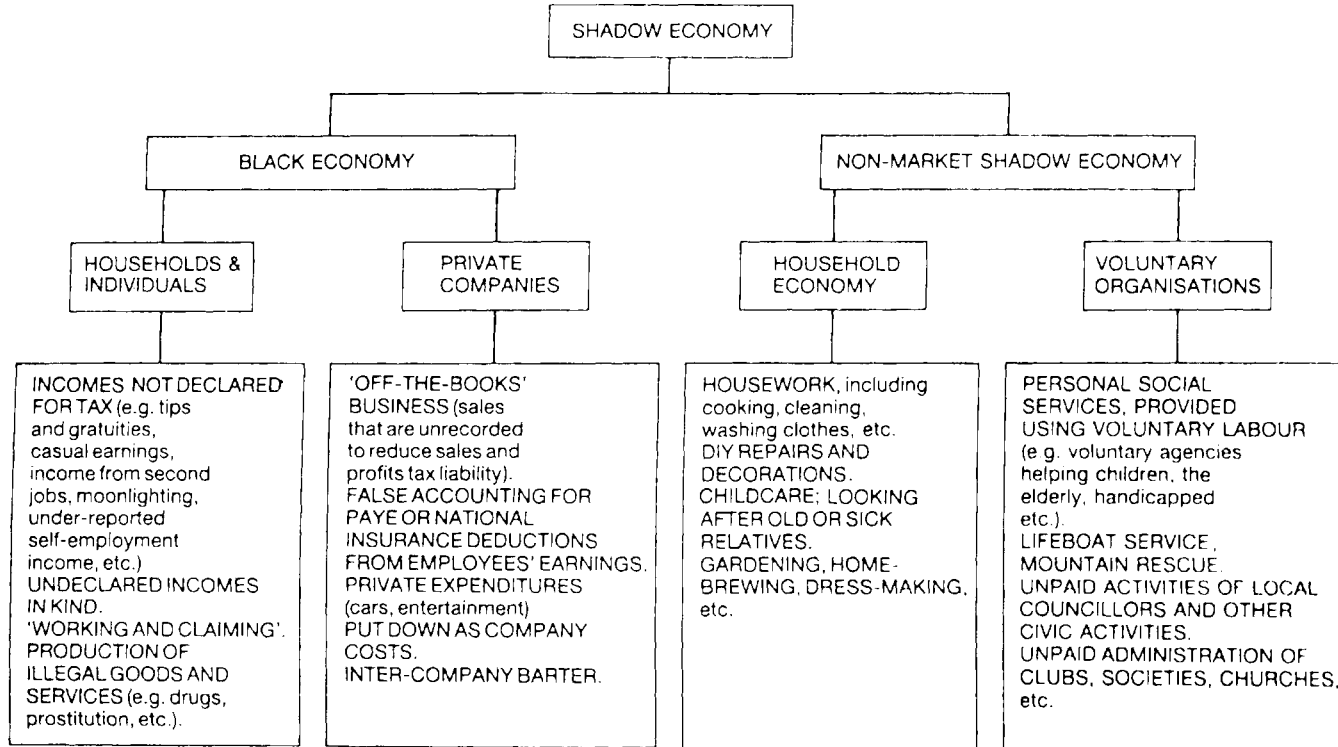 SHADOW ECONOMY
BLACK ECONOMY
NON-MARKET SHADOW ECONOMY
HOUSEHOLDS &
INDIVIDUALS
PRIVATE
COMPANIES
HOUSEHOLD
ECONOMY
VOLUNTARY
ORGANISATIONS
INCOMES NOT DECLARED
FOR TAX (e.g. tips
and gratuities,
casual earnings,
income from second
jobs, moonlighting,
under-reported
self-employment
income, etc.)
UNDECLARED INCOMES
IN KIND.
'WORKING AND CLAIMING'.
PRODUCTION OF
ILLEGAL GOODS AND
SERVICES (e.g. drugs,
prostitution, etc.).
'OFF-THE-BOOKS'
BUSINESS (sales
that are unrecorded
to reduce sales and
profits tax liability).
FALSE ACCOUNTING FOR
PAYE OR NATIONAL
INSURANCE DEDUCTIONS
FROM EMPLOYEES' EARNINGS.
PRIVATE EXPENDITURES
(cars, entertainment)
PUT DOWN AS COMPANY
COSTS.
INTER-COMPANY BARTER.
HOUSEWORK, including
cooking, cleaning,
washing clothes, etc.
DIY REPAIRS AND
DECORATIONS.
CHILDCARE; LOOKING
AFTER OLD OR SICK
RELATIVES.
GARDENING, HOME-
BREWING, DRESS-MAKING,
etc.
PERSONAL SOCIAL
SERVICES, PROVIDED
USING VOLUNTARY LABOUR
(e.g. voluntary agencies
helping children, the
elderly, handicapped
etc.).
LIFEBOAT SERVICE,
MOUNTAIN RESCUE.
UNPAID ACTIVITIES OF LOCAL
COUNCILLORS AND OTHER
CIVIC ACTIVITIES.
UNPAID ADMINISTRATION OF
CLUBS, SOCIETIES, CHURCHES,
etc.